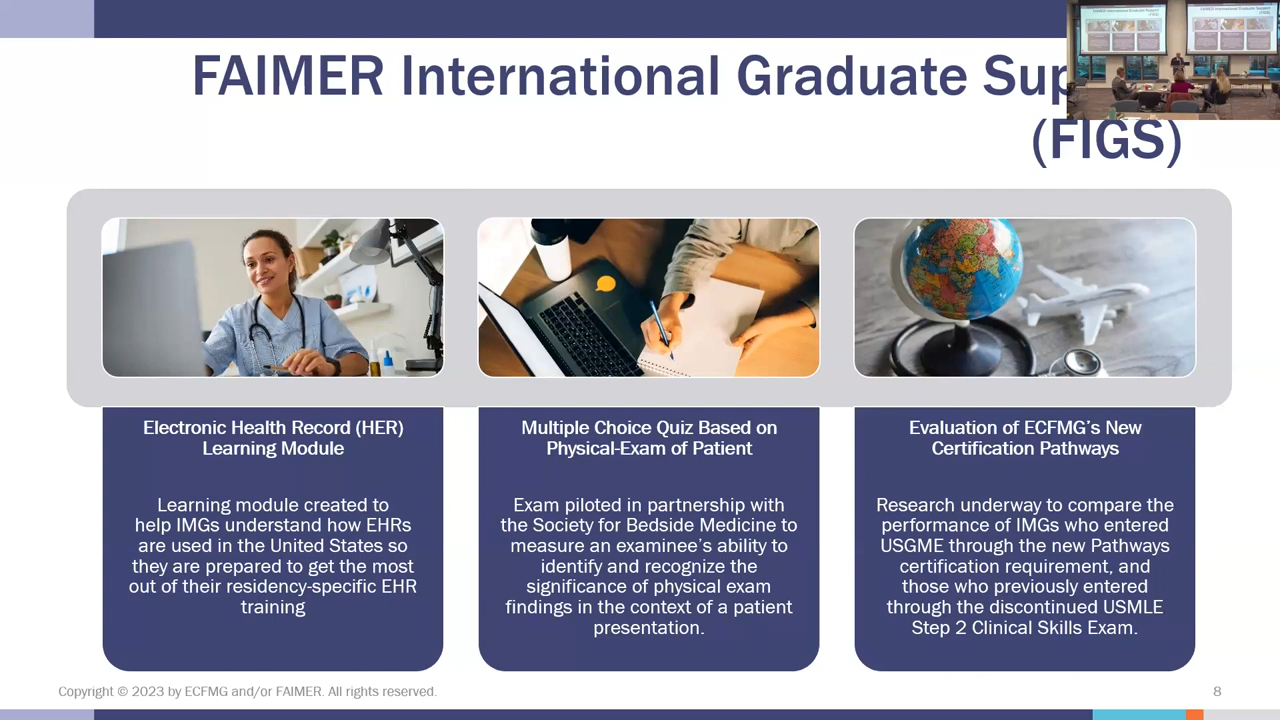 FAIMER International Graduate Sup
(FIGS)
Electronic Health Record (HER)
Learning Module
Learning module created to
help IMGs understand how EHRs
are used in the United States so
they are prepared to get the most
out of their residency-specific EHR
training
Multiple Choice Quiz Based on
Physical-Exam of Patient
Exam piloted in partnership with
the Society for Bedside Medicine to
measure an examinee's ability to
identify and recognize the
significance of physical exam
findings in the context of a patient
presentation.
Evaluation of ECFMG's New
Certification Pathways
Research underway to compare the
performance of IMGs who entered
USGME through the new Pathways
certification requirement, and
those who previously entered
through the discontinued USMLE
Step 2 Clinical Skills Exam.
Copyright © 2023 by ECFMG and/or FAIMER. All rights reserved.
8